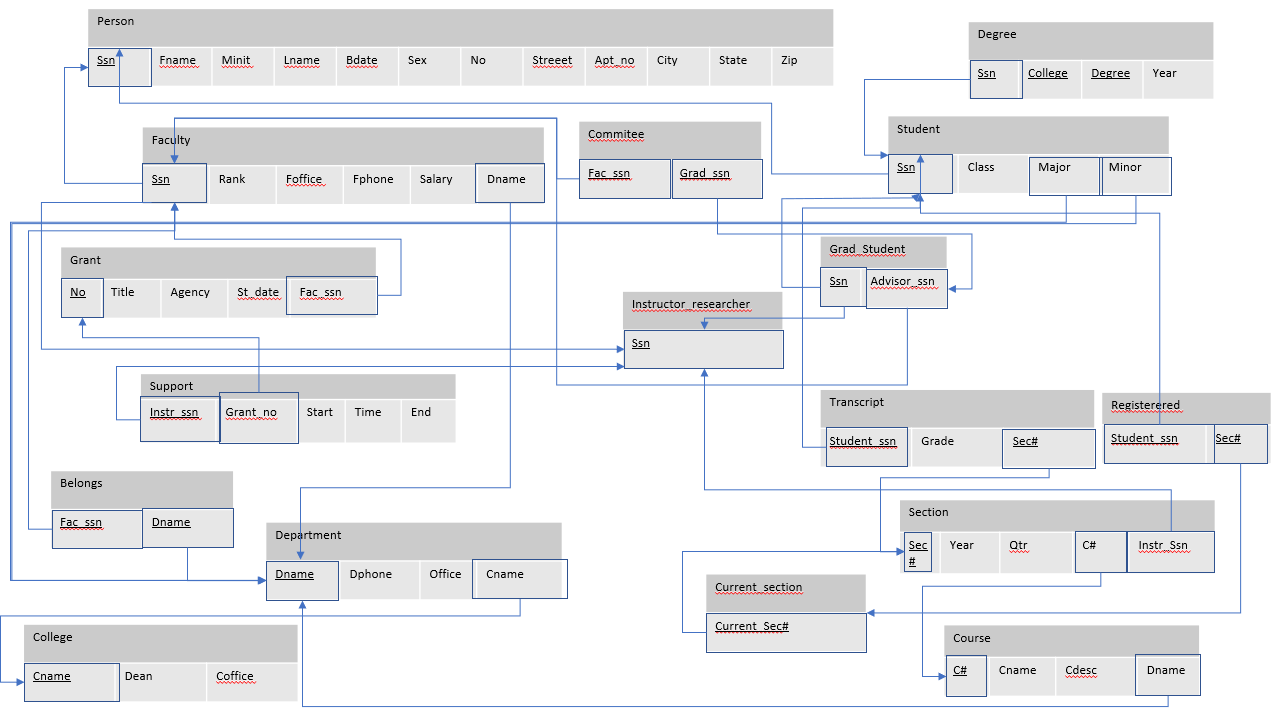 Person
Ssn Fname Minit Lname Bdate Sex No Streeet Apt_no City State Zip
Degree
Ssn College Degree Year
Faculty
Ssn Rank Foffice Fphone Salary Dname
Commitee
Fac_ssn Grad_ssn
Student
Ssn Class Major Minor
Grant
No Title Agency St_date Fac_ssn
Grad_Student
Ssn Advisor_ssn
Instructor_researcher
Ssn
Support
Instr_ssn Grant_no Start Time End
Transcript
Student_ssn Grade Sec#
Registerered
Student_ssn Sec#
Belongs
Fac_ssn Dname
Section
Sec
# Year Qtr C# Instr_Ssn
Department
Dname Dphone Office Cname
Current_section
Current_Sec#
College
Cname Dean Coffice
Course
C# Cname Cdesc Dname